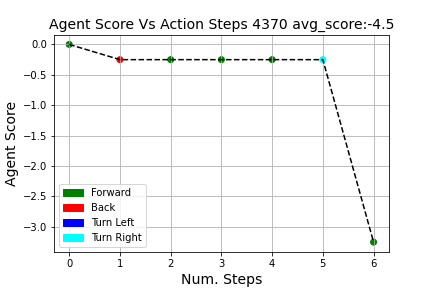 Agent Score Vs Action Steps 4370 avg_score:-4.5
Agent Score
0.0
−0.5
−1.0
−1.5
−2.0
−2.5
−3.0
Forward
Back
Turn Left
Turn Right
0 1 2 3 4 5 6
Num. Steps